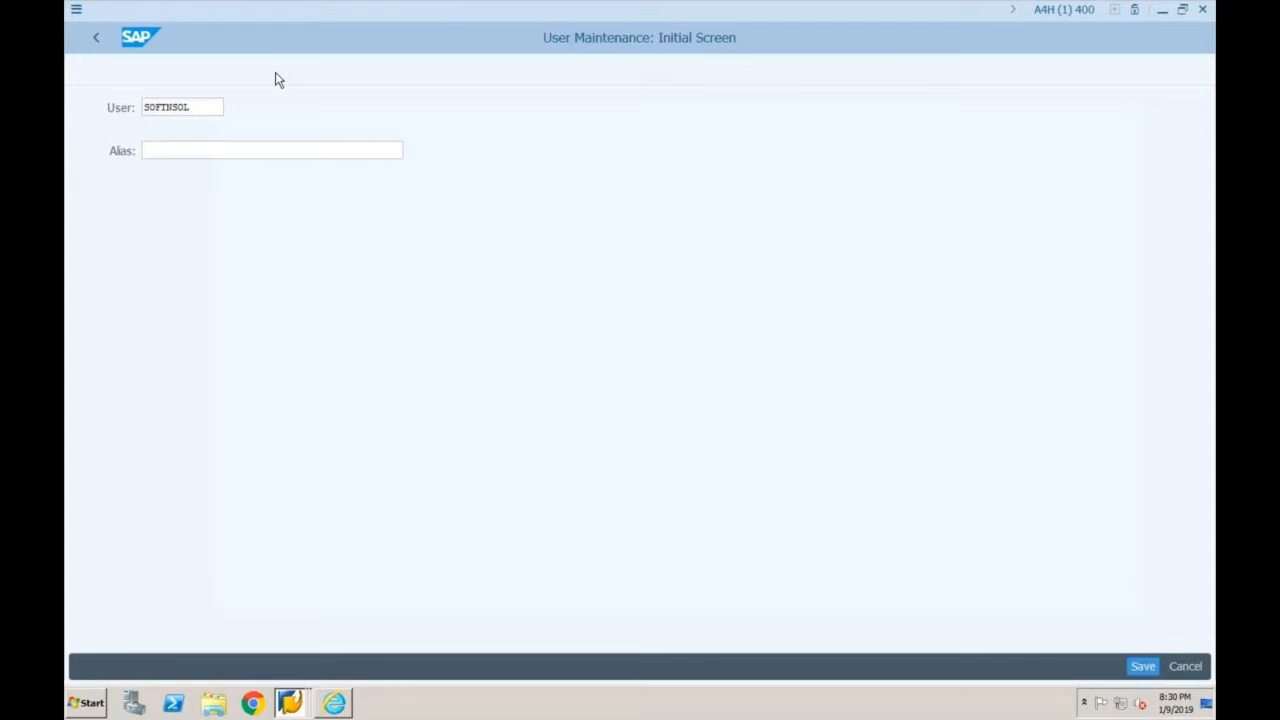 A4H (1) 400
SAP
User Maintenance: Initial Screen
User: SOFTNSOL
Alias:
Save Cancel
Start
8:30 PM
1/9/2019